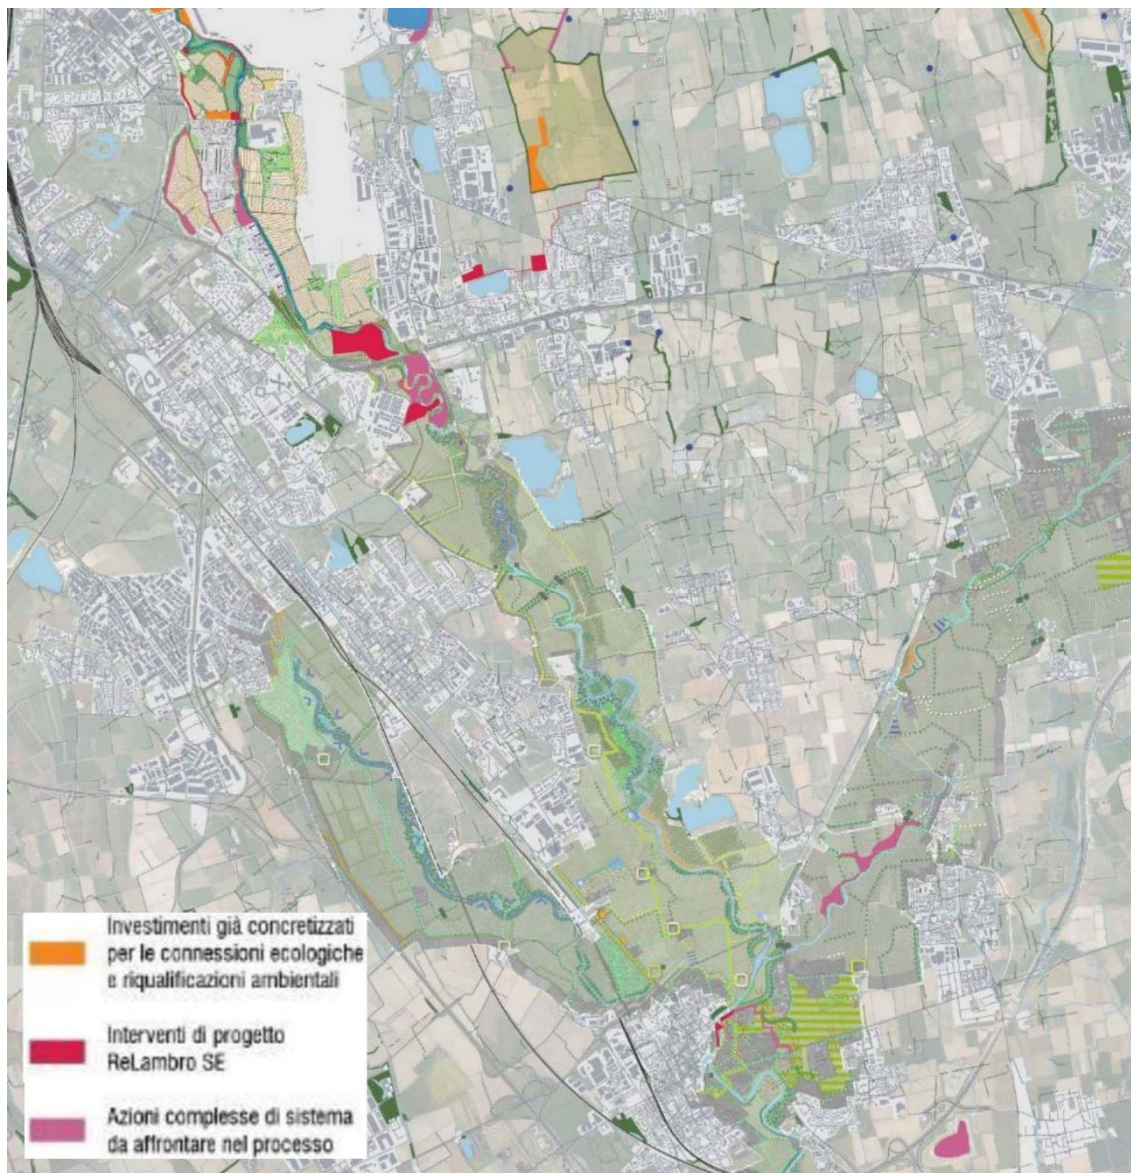 Investimenti già concretizzati
per le connessioni ecologiche
e riqualificazioni ambientali
Interventi di progetto
ReLambro SE
Azioni complesse di sistema
da affrontare nel processo